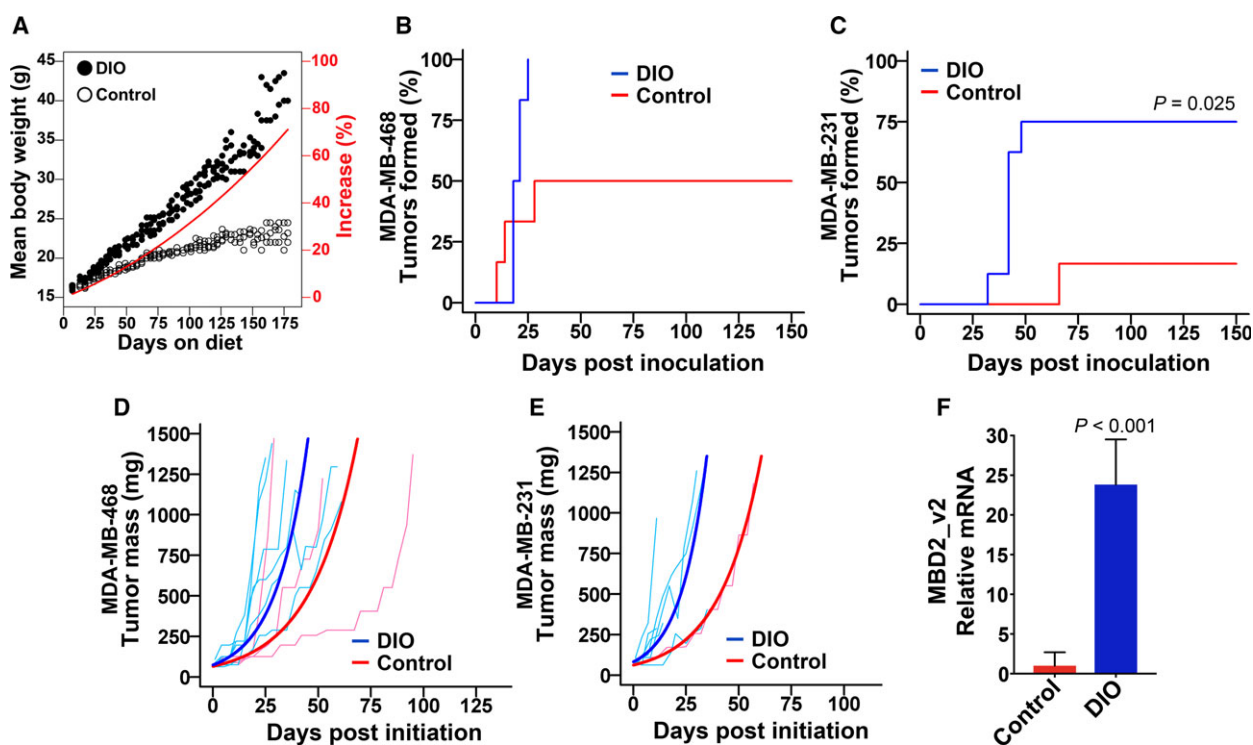 A
Mean body weight (g)
45
40
35
30
25
20
15
DIO
Control
100
80
60
40
20
0
Increase (%)
0 25 50 75 100 125 150 175
Days on diet
B
MDA-MB-468
Tumors formed (%)
100
75
50
25
0
DIO
Control
0 25 50 75 100 125 150
Days post inoculation
C
MDA-MB-231
Tumors formed (%)
100
75
50
25
0
DIO
Control
P = 0.025
0 25 50 75 100 125 150
Days post inoculation
D
MDA-MB-468
Tumor mass (mg)
1500
1250
1000
750
500
250
0
DIO
Control
0 25 50 75 100 125
Days post initiation
E
MDA-MB-231
Tumor mass (mg)
1500
1250
1000
750
500
250
0
DIO
Control
0 25 50 75 100 125
Days post initiation
F
MBD2_v2
Relative mRNA
30
25
20
15
10
5
0
P < 0.001
Control
DIO